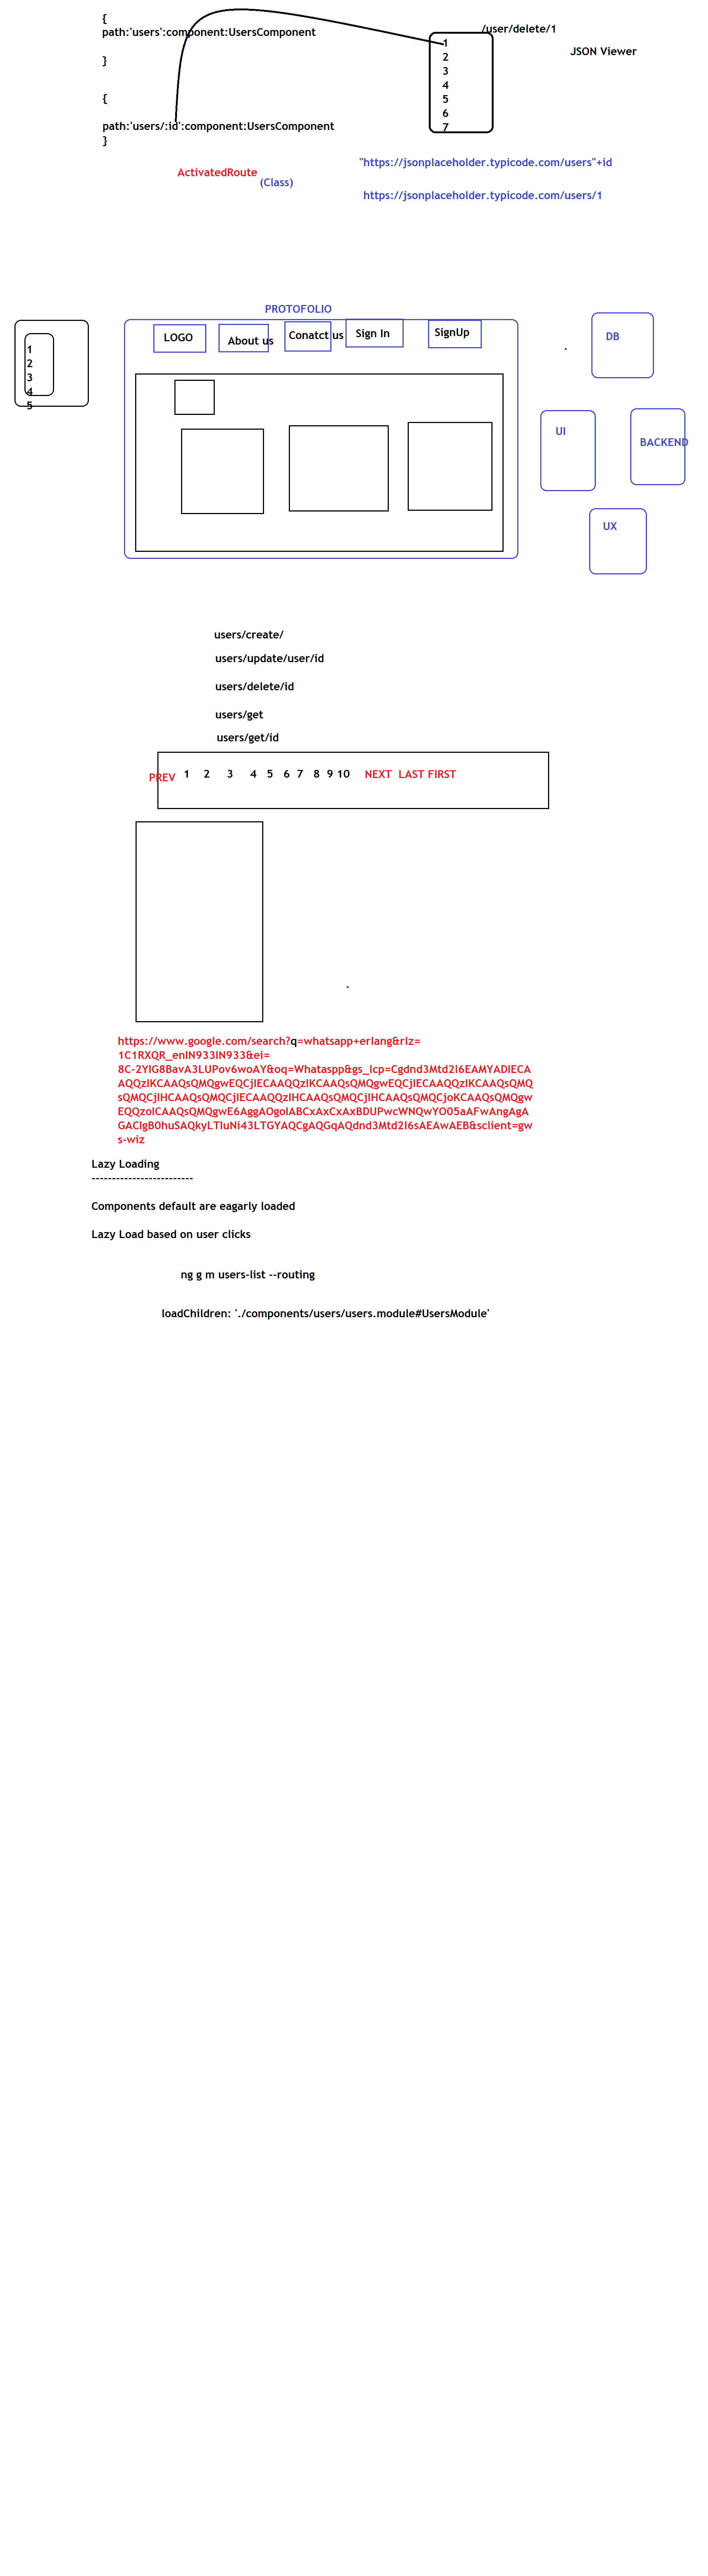 {
path:'users':component:UsersComponent
}
{
path:'users/:id':component:UsersComponent
}
/user/delete/1
1
2
3
4
5
6
7
JSON Viewer
ActivatedRoute
(Class)
"https://jsonplaceholder.typicode.com/users"+id
https://jsonplaceholder.typicode.com/users/1
PROTOFOLIO
1
2
3
4
5
LOGO
About us
Conatct us
Sign In
SignUp
DB
UI
BACKEND
UX
users/create/
users/update/user/id
users/delete/id
users/get
users/get/id
PREV 1 2 3 4 5 6 7 8 9 10 NEXT LAST FIRST
https://www.google.com/search?q=whatsapp+erlang&rlz=
1C1RXQR_enIN933IN933&ei=
8C-2YIG8BavA3LUPov6woAY&oq=Whataspp&gs_lcp=Cgdnd3Mtd2l6EAMYADIECA
AQQzIKCAAQsQMQgwEQCjIECAAQQzIKCAAQsQMQgwEQCjIECAAQQzIKCAAQsQMQ
sQMQCjIHCAAQsQMQCjIECAAQQzIHCAAQsQMQCjIHCAAQsQMQCjoKCAAQsQMQgw
EQQzoICAAQsQMQgwE6AggAOgoIABCxAxCxAxBDUPwcWNQwYO05aAFwAngAgA
GACIgB0huSAQkyLTIuNi43LTGYAQCgAQGqAQdnd3Mtd2l6sAEAwAEB&sclient=gw
s-wiz
Lazy Loading
-------------------------
Components default are eagarly loaded
Lazy Load based on user clicks
ng g m users-list --routing
loadChildren: './components/users/users.module#UsersModule'